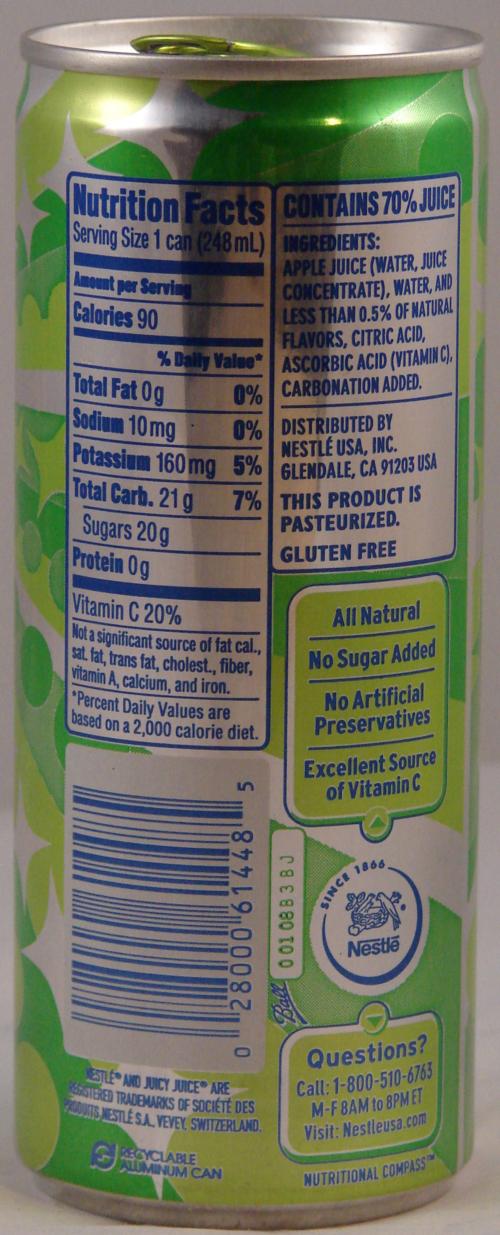 Nutrition Facts
Serving Size 1 can (248 mL)
Amount per Serving
Calories 90
% Daily Value*
Total Fat 0g 0%
Sodium 10mg 0%
Potassium 160mg 5%
Total Carb. 21g 7%
Sugars 20g
Protein 0g
Vitamin C 20%
Not a significant source of fat cal.,
sat. fat, trans fat, cholest., fiber,
vitamin A, calcium, and iron.
*Percent Daily Values are
based on a 2,000 calorie diet.
CONTAINS 70% JUICE
INGREDIENTS:
APPLE JUICE (WATER, JUICE
CONCENTRATE), WATER, AND
LESS THAN 0.5% OF NATURAL
FLAVORS, CITRIC ACID,
ASCORBIC ACID (VITAMIN C),
CARBONATION ADDED.
DISTRIBUTED BY
NESTLÉ USA, INC.
GLENDALE, CA 91203 USA
THIS PRODUCT IS
PASTEURIZED.
GLUTEN FREE
All Natural
No Sugar Added
No Artificial
Preservatives
Excellent Source
of Vitamin C
0 28000 61448 5
00108B3BJ
Ball
SINCE 1866
Nestlé
Questions?
Call: 1-800-510-6763
M-F 8AM to 8PM ET
Visit: Nestleusa.com
NUTRITIONAL COMPASS™
NESTLÉ® AND JUICY JUICE® ARE
REGISTERED TRADEMARKS OF SOCIÉTÉ DES
PRODUITS NESTLÉ S.A., VEVEY, SWITZERLAND.
RECYCLABLE
ALUMINUM CAN